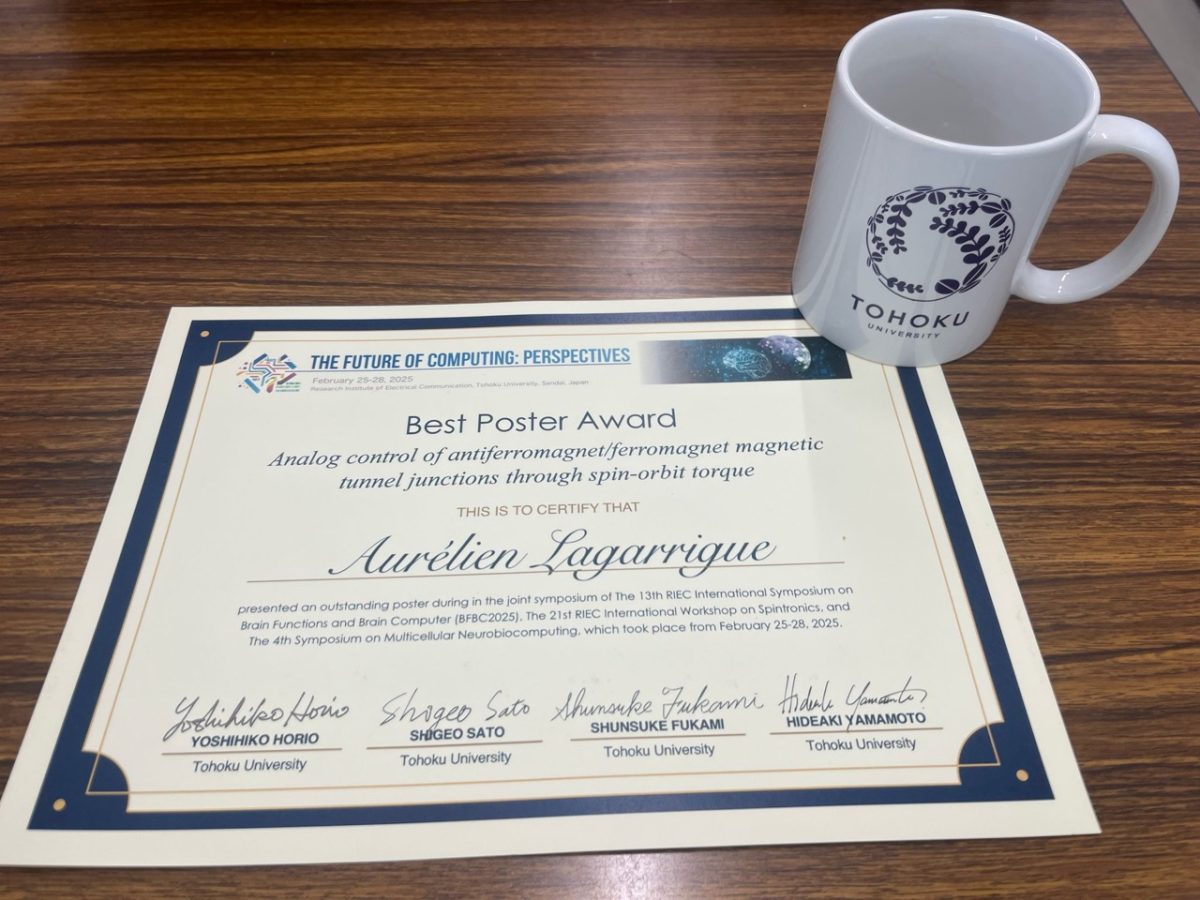 TOHOKU
UNIVERSITY
THE FUTURE OF COMPUTING: PERSPECTIVES
February 25-28, 2025
Research Institute of Electrical Communication, Tohoku University, Sendai, Japan
Best Poster Award
Analog control of antiferromagnet/ferromagnet magnetic
tunnel junctions through spin-orbit torque
THIS IS TO CERTIFY THAT
Aurélien Lagarrigue
presented an outstanding poster during in the joint symposium of The 13th RIEC International Symposium on
Brain Functions and Brain Computer (BFBC2025), The 21st RIEC International Workshop on Spintronics, and
The 4th Symposium on Multicellular Neurobiocomputing, which took place from February 25-28, 2025.
Yoshihiko Horio Shigeo Sato Shunsuke Fukami Hideaki Yamamoto
YOSHIHIKO HORIO SHIGEO SATO SHUNSUKE FUKAMI HIDEAKI YAMAMOTO
Tohoku University Tohoku University Tohoku University Tohoku University